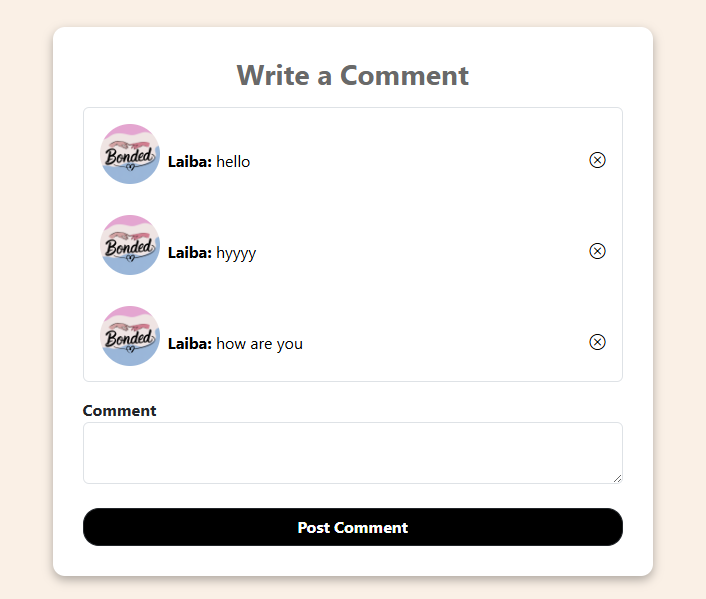 Write a Comment
Bonded
Laiba: hello
Bonded
Laiba: hyyyy
Bonded
Laiba: how are you
Comment
Post Comment